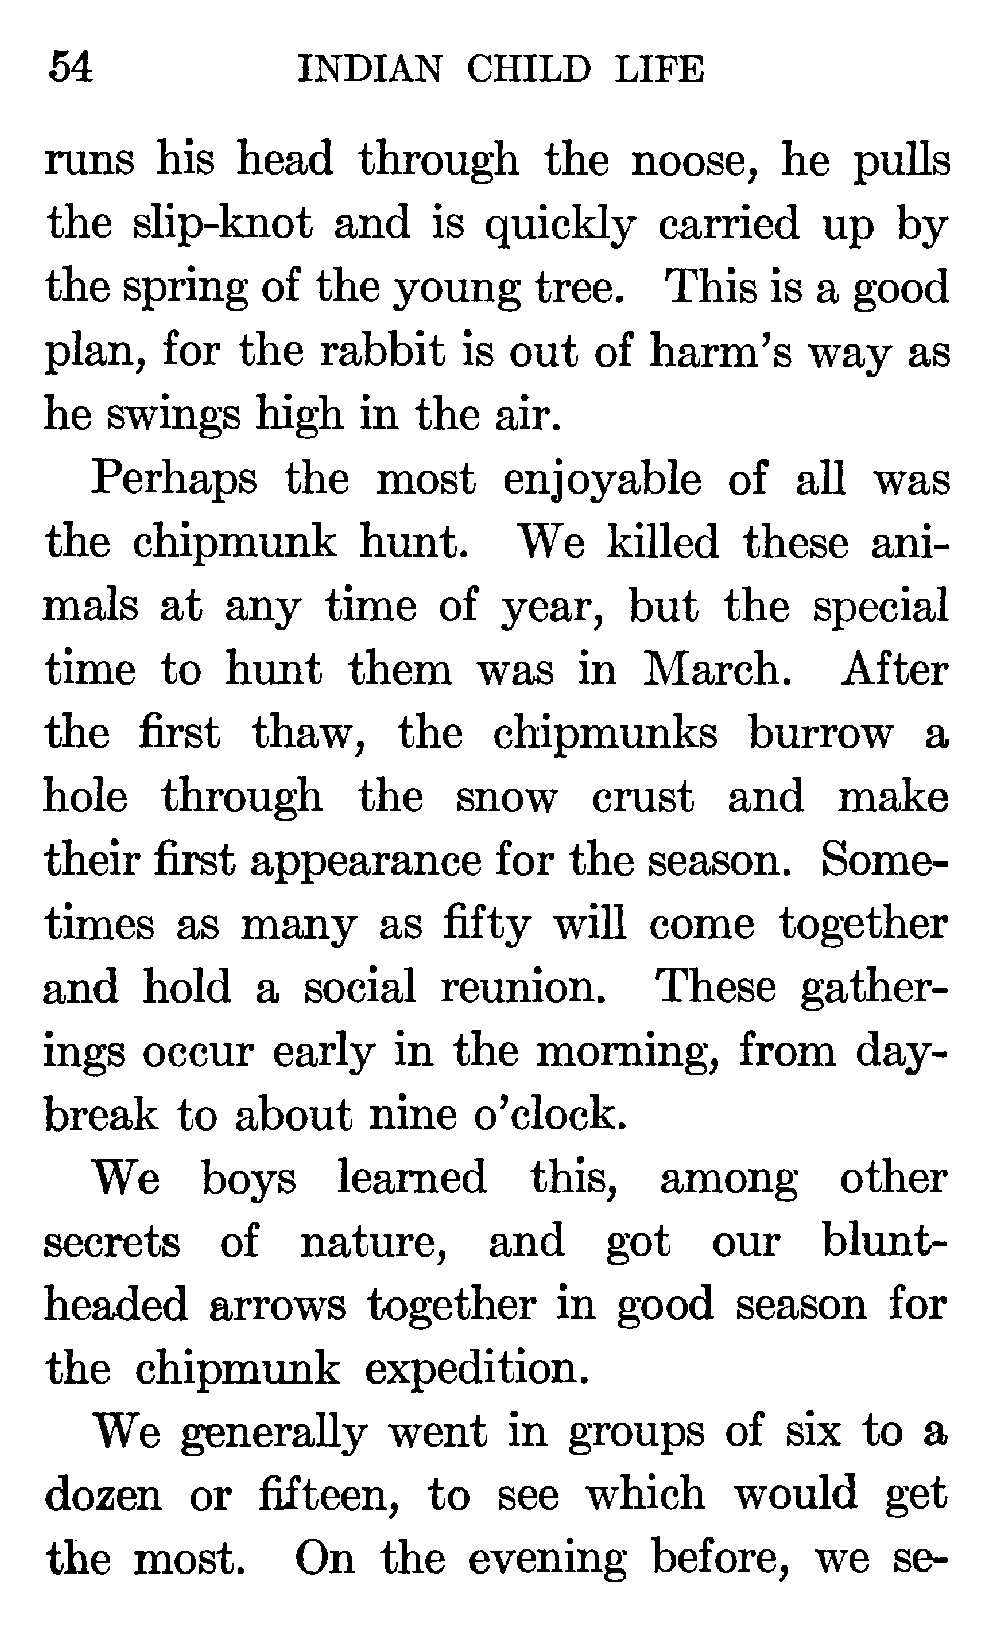 54 INDIAN CHILD LIFE
runs his head through the noose, he pulls
the slip-knot and is quickly carried up by
the spring of the young tree. This is a good
plan, for the rabbit is out of harm's way as
he swings high in the air.
Perhaps the most enjoyable of all was
the chipmunk hunt. We killed these ani-
mals at any time of year, but the special
time to hunt them was in March. After
the first thaw, the chipmunks burrow a
hole through the snow crust and make
their first appearance for the season. Some-
times as many as fifty will come together
and hold a social reunion. These gather-
ings occur early in the morning, from day-
break to about nine o'clock.
We boys learned this, among other
secrets of nature, and got our blunt-
headed arrows together in good season for
the chipmunk expedition.
We generally went in groups of six to a
dozen or fifteen, to see which would get
the most. On the evening before, we se-